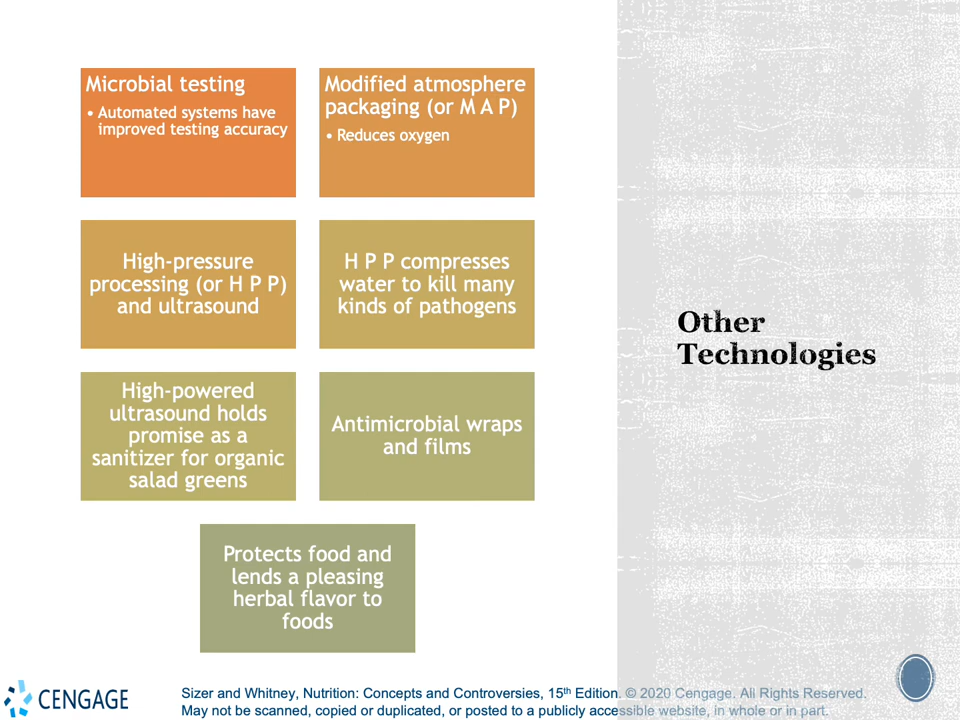 Microbial testing
• Automated systems have
improved testing accuracy
Modified atmosphere
packaging (or M A P)
• Reduces oxygen
High-pressure
processing (or H P P)
and ultrasound
H P P compresses
water to kill many
kinds of pathogens
High-powered
ultrasound holds
promise as a
sanitizer for organic
salad greens
Antimicrobial wraps
and films
Protects food and
lends a pleasing
herbal flavor to
foods
Other
Technologies
CENGAGE
Sizer and Whitney, Nutrition: Concepts and Controversies, 15th Edition. © 2020 Cengage. All Rights Reserved.
May not be scanned, copied or duplicated, or posted to a publicly accessible website, in whole or in part.